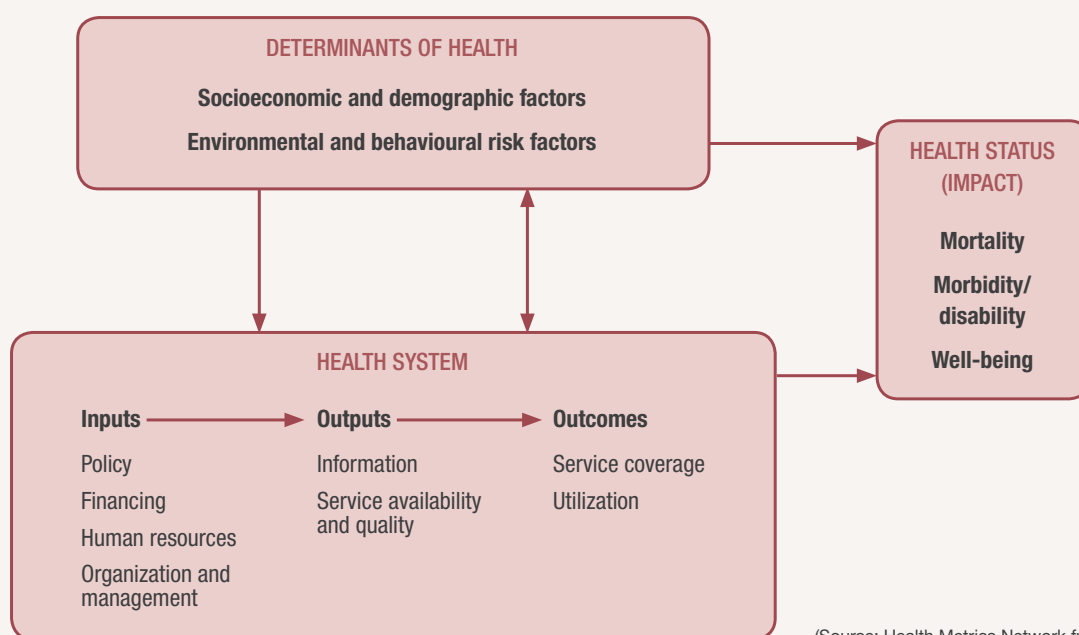 DETERMINANTS OF HEALTH
Socioeconomic and demographic factors
Environmental and behavioural risk factors
HEALTH STATUS
(IMPACT)
Mortality
Morbidity/
disability
Well-being
HEALTH SYSTEM
Inputs
Policy
Financing
Human resources
Organization and
management
Outputs
Information
Service availability
and quality
Outcomes
Service coverage
Utilization
(Source: Health Metrics Network